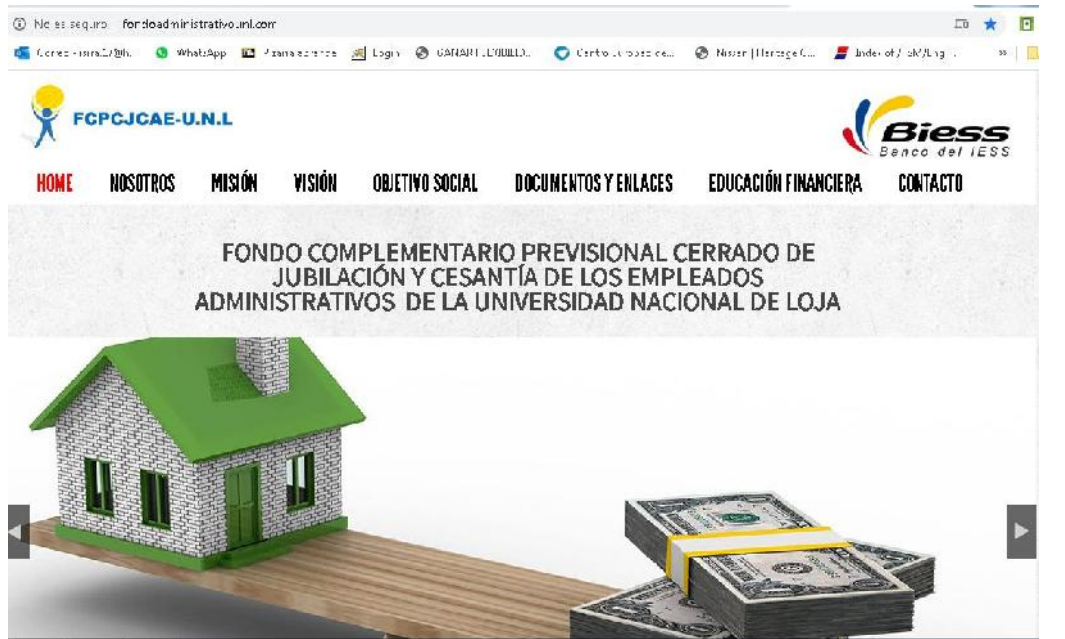 No es seguro fondoadministrativounl.com
WhatsApp Login
FCPCJCAE-U.N.L
Biess
Banco del IESS
HOME NOSOTROS MISIÓN VISIÓN OBJETIVO SOCIAL DOCUMENTOS Y ENLACES EDUCACIÓN FINANCIERA CONTACTO
FONDO COMPLEMENTARIO PREVISIONAL CERRADO DE
JUBILACIÓN Y CESANTÍA DE LOS EMPLEADOS
ADMINISTRATIVOS DE LA UNIVERSIDAD NACIONAL DE LOJA